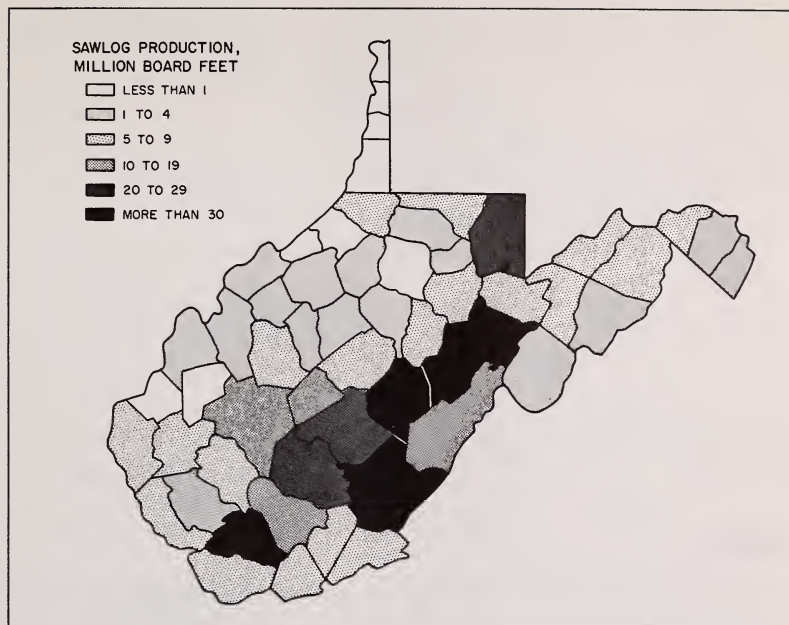 SAWLOG PRODUCTION,
MILLION BOARD FEET
LESS THAN 1
1 TO 4
5 TO 9
10 TO 19
20 TO 29
MORE THAN 30